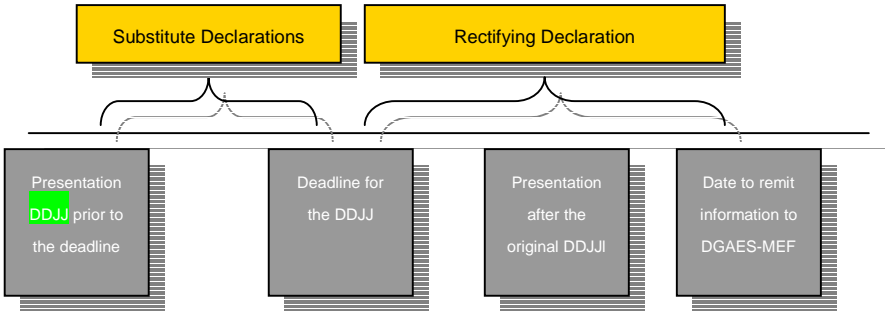 Substitute Declarations
Rectifying Declaration
Presentation
DDJJ prior to
the deadline
Deadline for
the DDJJ
Presentation
after the
original DDJJl
Date to remit
information to
DGAES-MEF